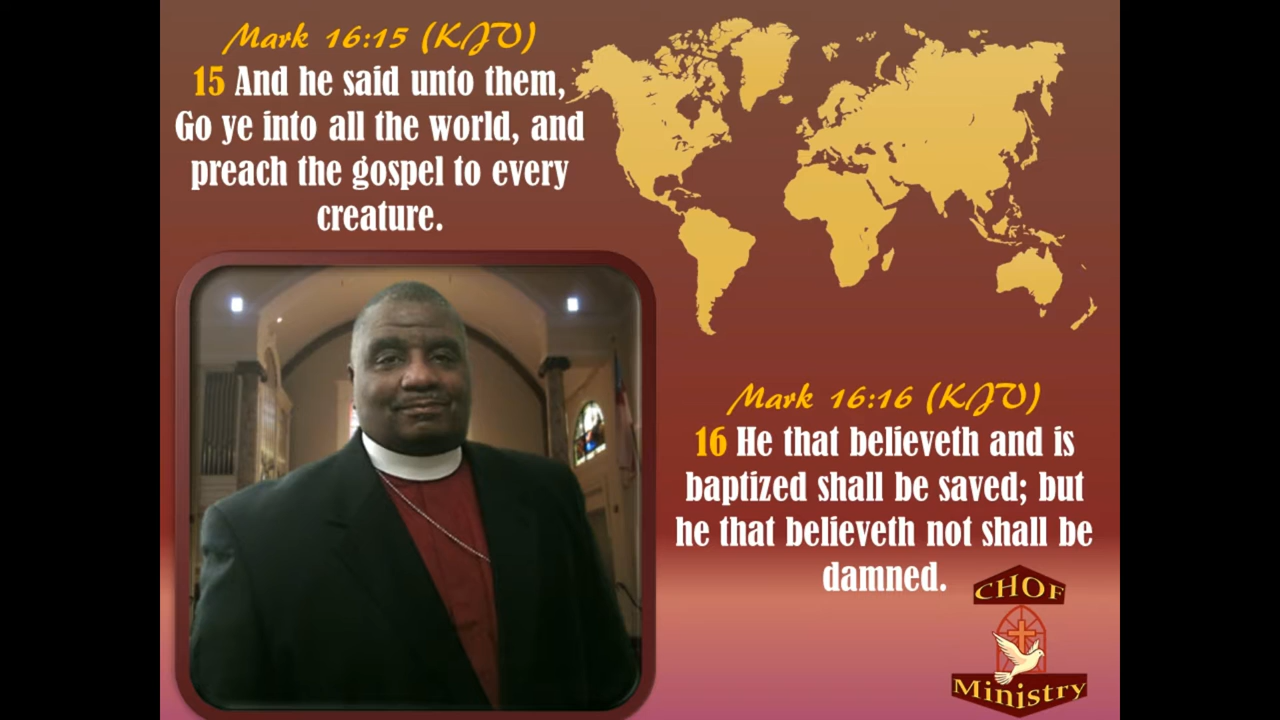 Mark 16:15 (KJV)
15 And he said unto them,
Go ye into all the world, and
preach the gospel to every
creature.
Mark 16:16 (KJV)
16 He that believeth and is
baptized shall be saved; but
he that believeth not shall be
damned.
CHOF
Ministry